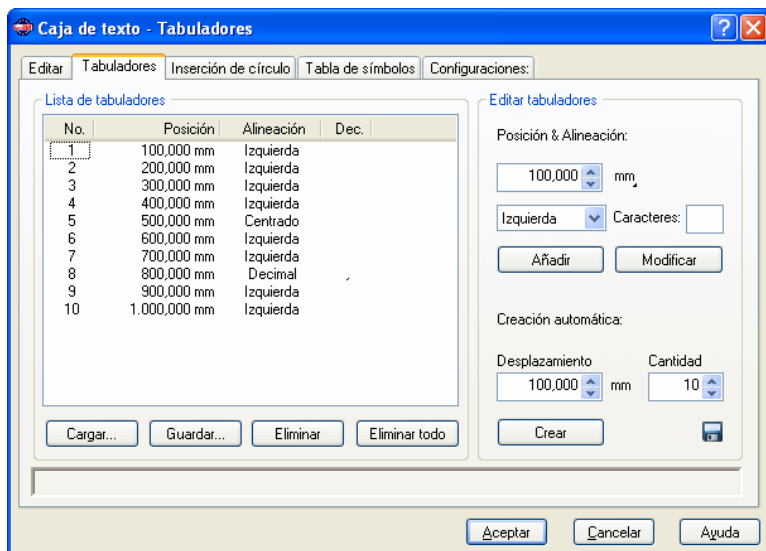 Caja de texto - Tabuladores
Editar Tabuladores Inserción de círculo Tabla de símbolos Configuraciones:
Lista de tabuladores
No. Posición Alineación Dec.
1 100,000 mm Izquierda
2 200,000 mm Izquierda
3 300,000 mm Izquierda
4 400,000 mm Izquierda
5 500,000 mm Centrado
6 600,000 mm Izquierda
7 700,000 mm Izquierda
8 800,000 mm Decimal ,
9 900,000 mm Izquierda
10 1.000,000 mm Izquierda
Cargar... Guardar... Eliminar Eliminar todo
Editar tabuladores
Posición & Alineación:
100,000 mm
Izquierda Caracteres:
Añadir Modificar
Creación automática:
Desplazamiento Cantidad
100,000 mm 10
Crear
Aceptar Cancelar Ayuda